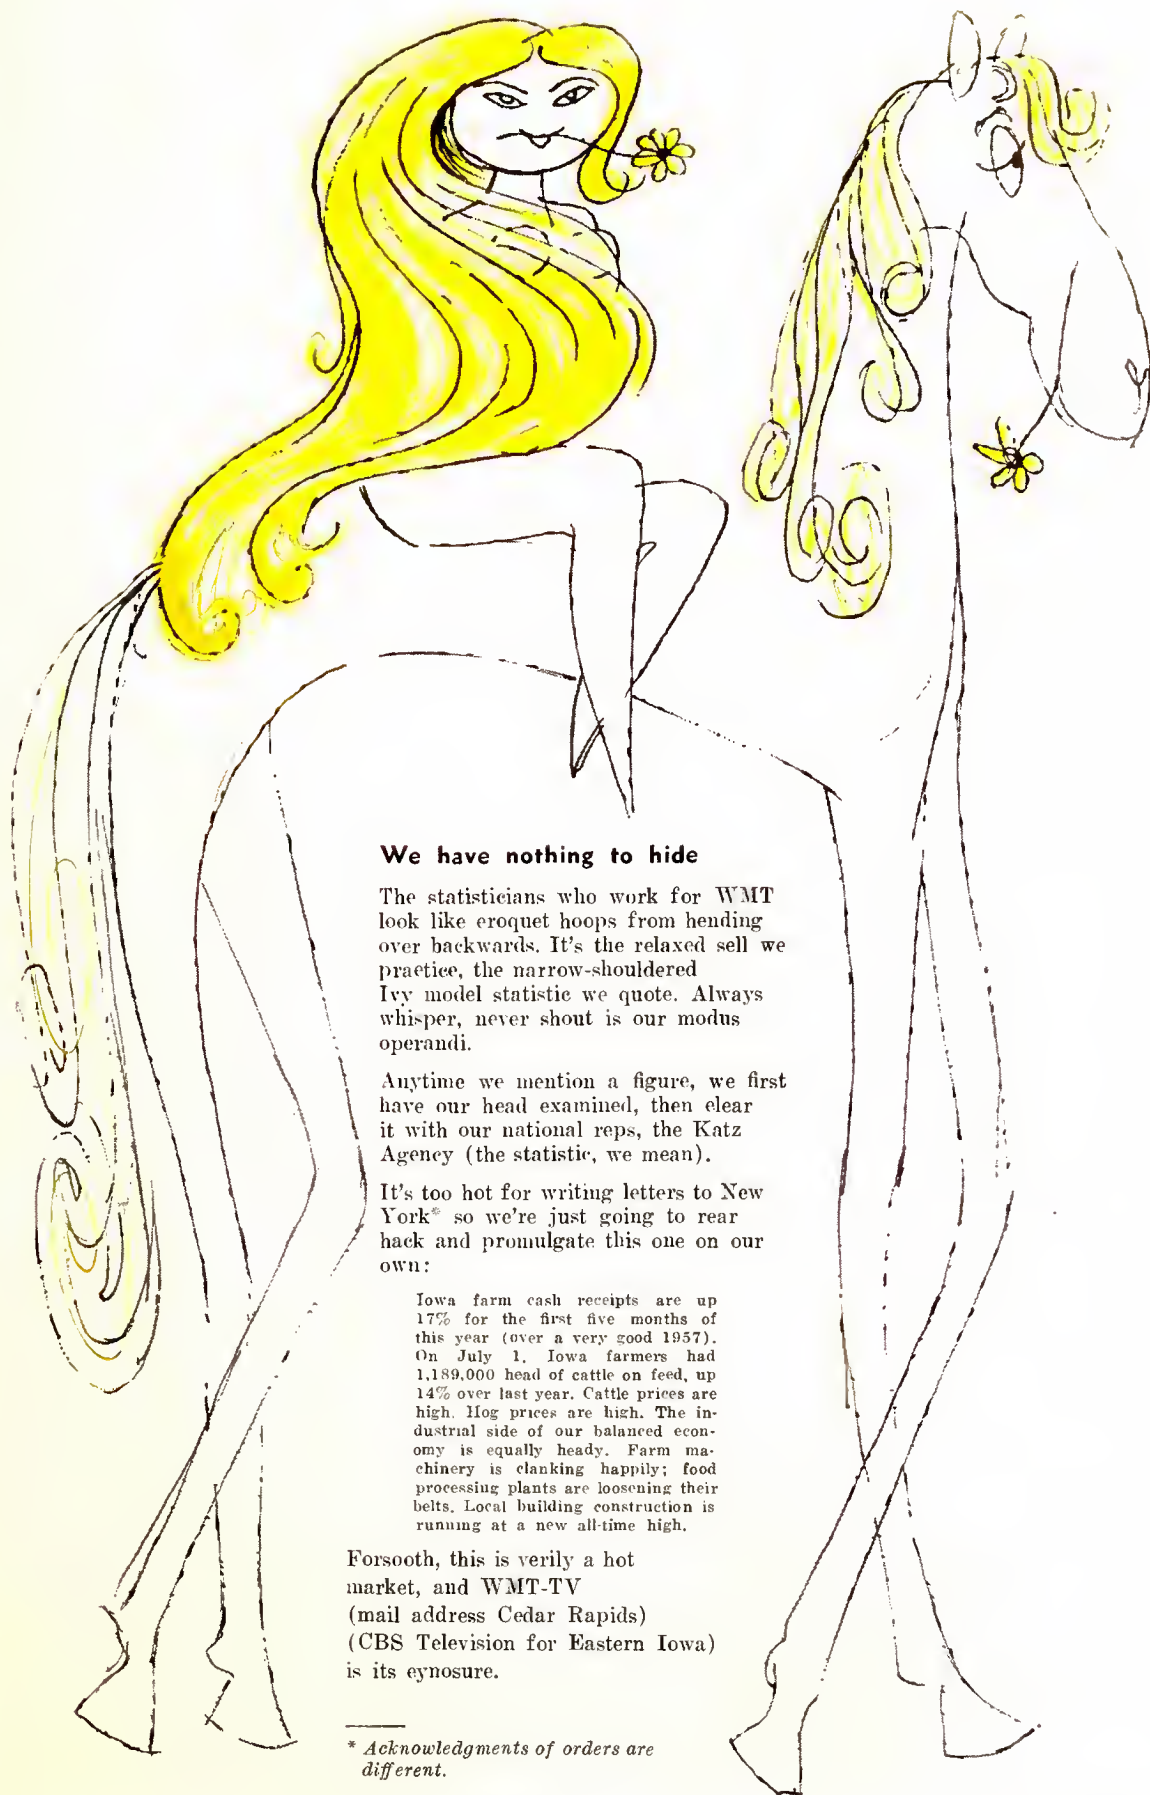 We have nothing to hide
The statisticians who work for WMT
look like croquet hoops from bending
over backwards. It's the relaxed sell we
practice, the narrow-shouldered
Ivy model statistic we quote. Always
whisper, never shout is our modus
operandi.
Anytime we mention a figure, we first
have our head examined, then clear
it with our national reps, the Katz
Agency (the statistic, we mean).
It's too hot for writing letters to New
York* so we're just going to rear
back and promulgate this one on our
own:
Iowa farm cash receipts are up
17% for the first five months of
this year (over a very good 1957).
On July 1, Iowa farmers had
1,189,000 head of cattle on feed, up
14% over last year. Cattle prices are
high. Hog prices are high. The in-
dustrial side of our balanced econ-
omy is equally heady. Farm ma-
chinery is clanking happily; food
processing plants are loosening their
belts. Local building construction is
running at a new all-time high.
Forsooth, this is verily a hot
market, and WMT-TV
(mail address Cedar Rapids)
(CBS Television for Eastern Iowa)
is its cynosure.
* Acknowledgments of orders are
different.